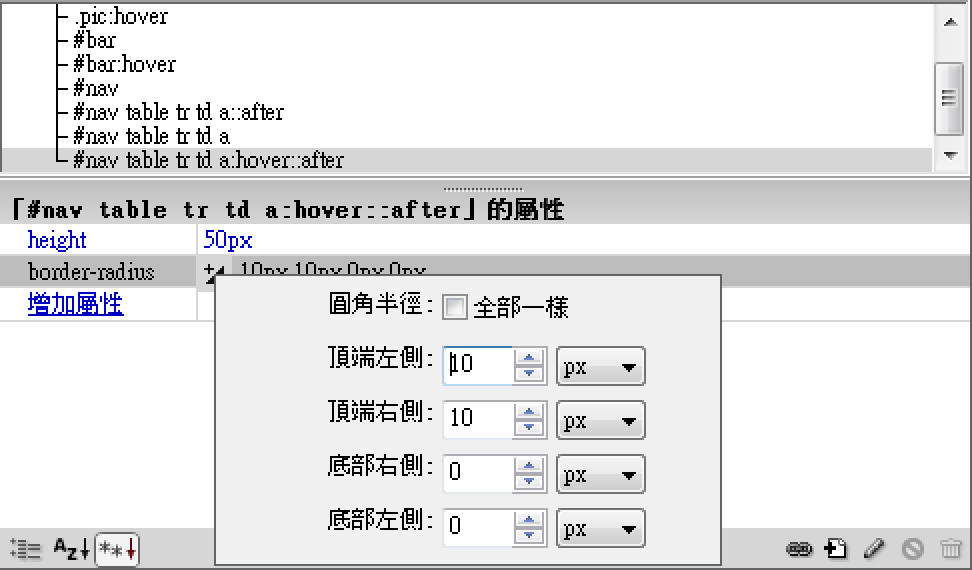 .pic:hover
#bar
#bar:hover
#nav
#nav table tr td a::after
#nav table tr td a
#nav table tr td a:hover::after
「#nav table tr td a:hover::after」的屬性
height 50px
border-radius 10px 10px 0px 0px
增加屬性
圓角半徑: 全部一樣
頂端左側: 10 px
頂端右側: 10 px
底部右側: 0 px
底部左側: 0 px
Az
**